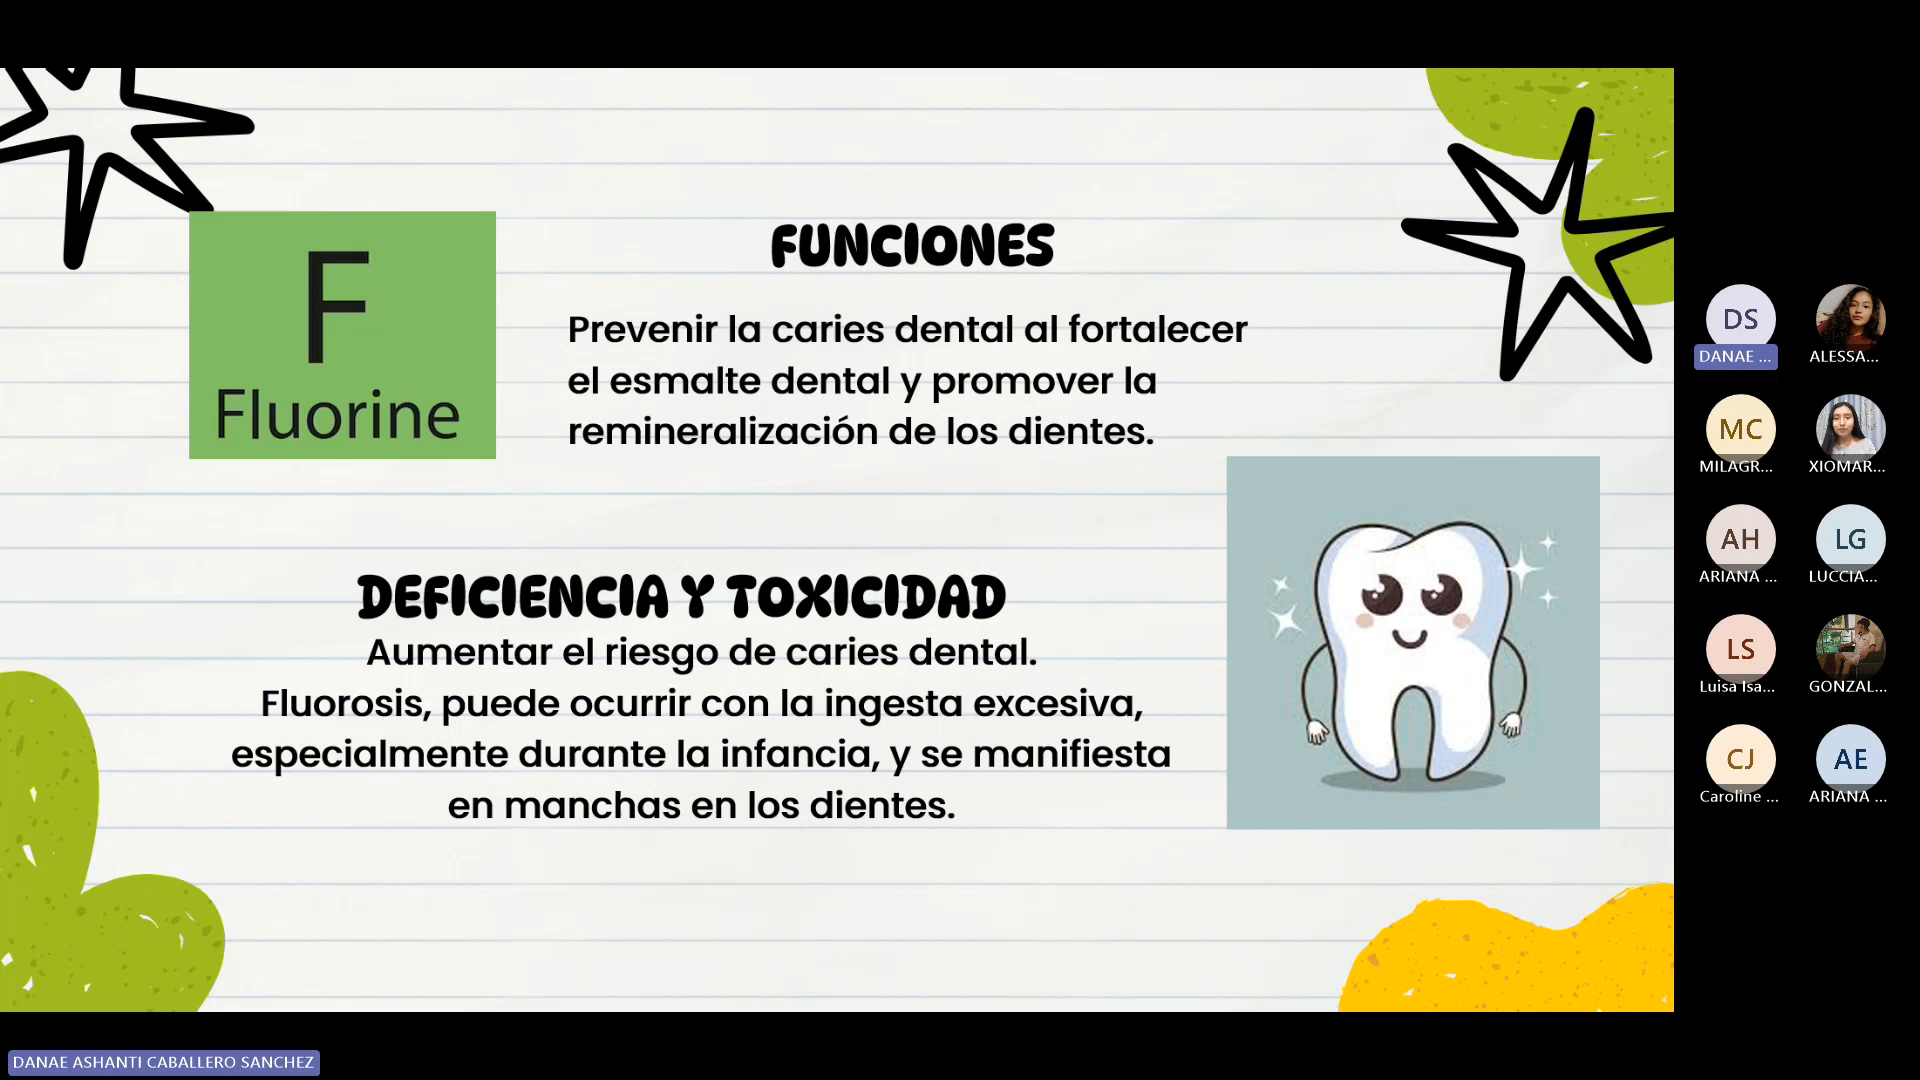 F
Fluorine
FUNCIONES
Prevenir la caries dental al fortalecer
el esmalte dental y promover la
remineralización de los dientes.
DEFICIENCIA Y TOXICIDAD
Aumentar el riesgo de caries dental.
Fluorosis, puede ocurrir con la ingesta excesiva,
especialmente durante la infancia, y se manifiesta
en manchas en los dientes.
DS
DANAE ...
ALESSA...
MC
MILAGR...
XIOMAR...
AH
ARIANA ...
LG
LUCCIA...
LS
Luisa Isa...
GONZAL...
CJ
Caroline ...
AE
ARIANA ...
DANAE ASHANTI CABALLERO SANCHEZ